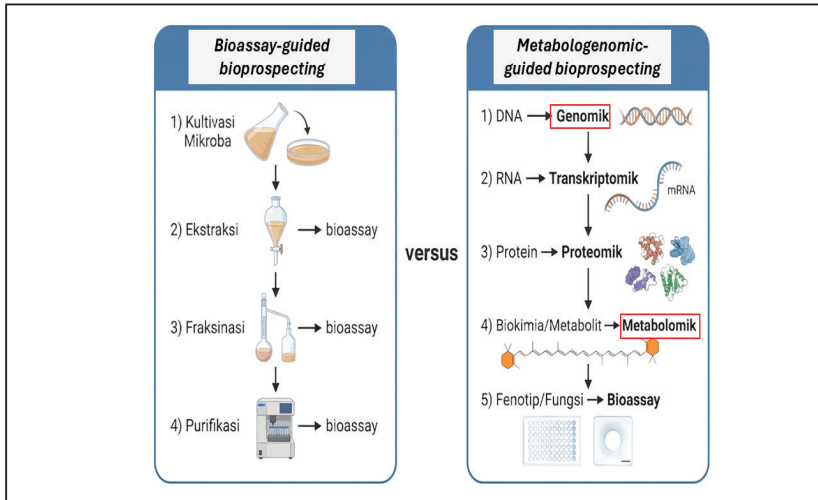 Bioassay-guided
bioprospecting
1) Kultivasi
Mikroba
2) Ekstraksi
bioassay
3) Fraksinasi
bioassay
4) Purifikasi
bioassay
versus
Metabologenomic-
guided bioprospecting
1) DNA → Genomik
2) RNA → Transkriptomik
mRNA
3) Protein → Proteomik
4) Biokimia/Metabolit → Metabolomik
5) Fenotip/Fungsi → Bioassay